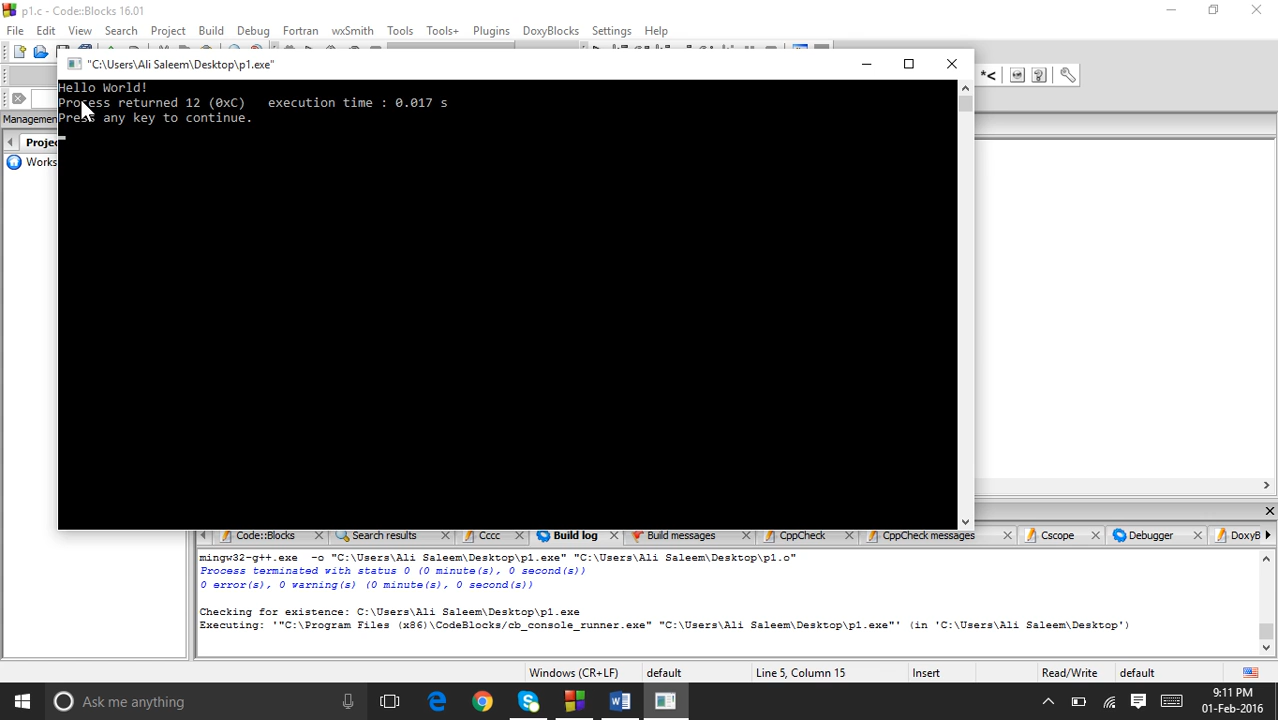 p1.c - Code::Blocks 16.01
File Edit View Search Project Build Debug Fortran wxSmith Tools Tools+ Plugins DoxyBlocks Settings Help
"C:\Users\Ali Saleem\Desktop\p1.exe"
*<
Hello World!
Process returned 12 (0xC)   execution time : 0.017 s
Press any key to continue.
Management
Projec
Works
Code::Blocks Search results Cccc Build log Build messages CppCheck CppCheck messages Cscope Debugger DoxyB
mingw32-g++.exe  -o "C:\Users\Ali Saleem\Desktop\p1.exe" "C:\Users\Ali Saleem\Desktop\p1.o"
Process terminated with status 0 (0 minute(s), 0 second(s))
0 error(s), 0 warning(s) (0 minute(s), 0 second(s))
Checking for existence: C:\Users\Ali Saleem\Desktop\p1.exe
Executing: '"C:\Program Files (x86)\CodeBlocks/cb_console_runner.exe" "C:\Users\Ali Saleem\Desktop\p1.exe"' (in 'C:\Users\Ali Saleem\Desktop')
Windows (CR+LF) default Line 5, Column 15 Insert Read/Write default
Ask me anything
9:11 PM
01-Feb-2016